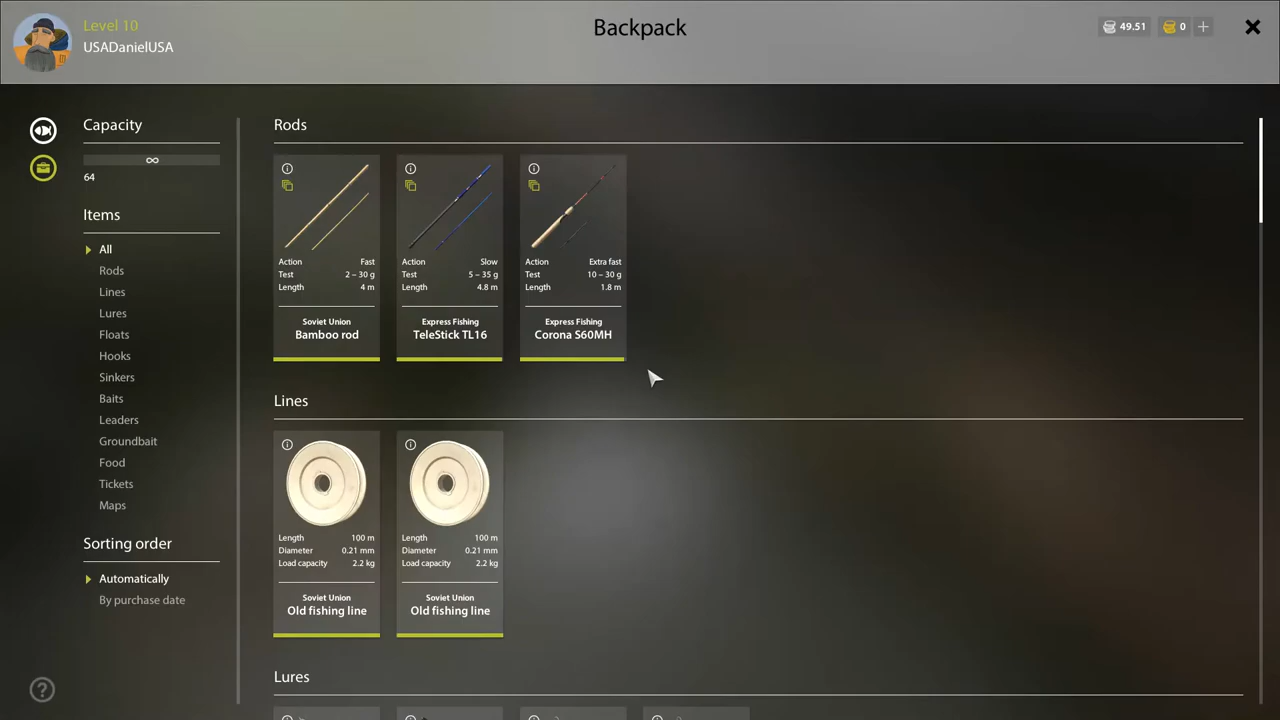 Level 10
USADanielUSA
Backpack
49.51
0
Capacity
∞
64
Items
All
Rods
Lines
Lures
Floats
Hooks
Sinkers
Baits
Leaders
Groundbait
Food
Tickets
Maps
Sorting order
Automatically
By purchase date
?
Rods
Action Fast
Test 2 – 30 g
Length 4 m
Soviet Union
Bamboo rod
Action Slow
Test 5 – 35 g
Length 4.8 m
Express Fishing
TeleStick TL16
Action Extra fast
Test 10 – 30 g
Length 1.8 m
Express Fishing
Corona S60MH
Lines
Length 100 m
Diameter 0.21 mm
Load capacity 2.2 kg
Soviet Union
Old fishing line
Length 100 m
Diameter 0.21 mm
Load capacity 2.2 kg
Soviet Union
Old fishing line
Lures